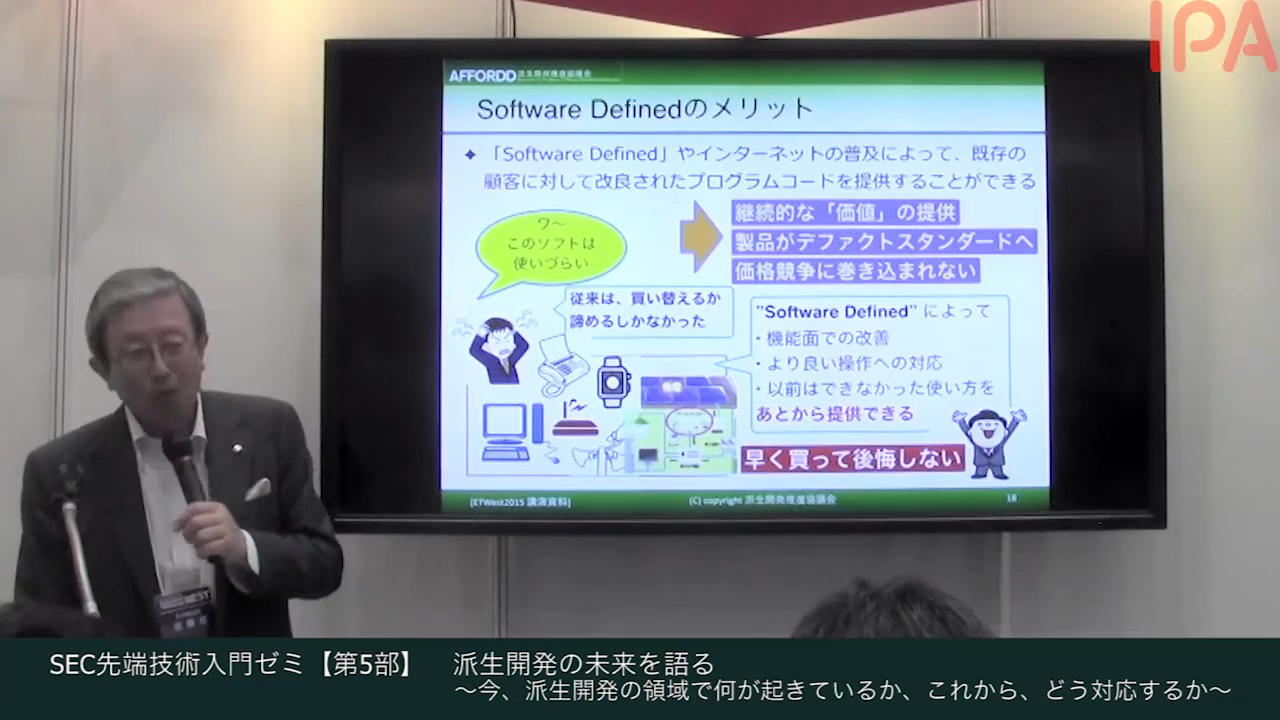 IPA
AFFORDD 派生開発推進協議会
Software Definedのメリット
「Software Defined」やインターネットの普及によって、既存の
顧客に対して改良されたプログラムコードを提供することができる
ワ～
このソフトは
使いづらい
継続的な「価値」の提供
製品がデファクトスタンダードへ
価格競争に巻き込まれない
従来は、買い替えるか
諦めるしかなかった
"Software Defined" によって
・機能面での改善
・より良い操作への対応
・以前はできなかった使い方を
あとから提供できる
早く買って後悔しない
[ETWest2015 講演資料]
(C) copyright 派生開発推進協議会
18
SEC先端技術入門ゼミ【第5部】 派生開発の未来を語る
～今、派生開発の領域で何が起きているか、これから、どう対応するか～